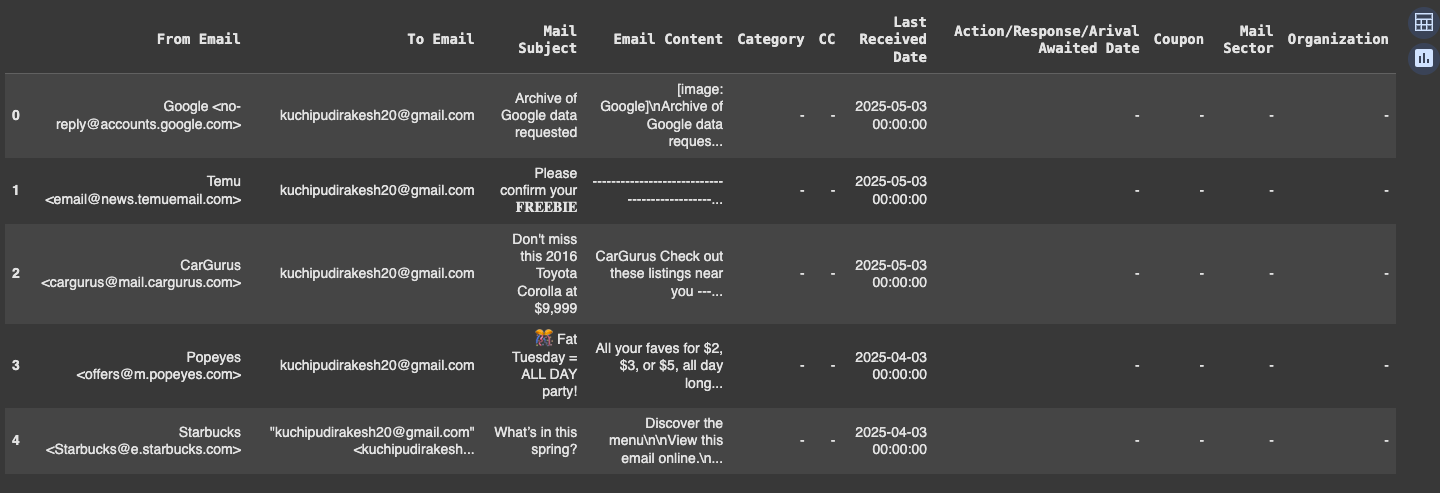 From Email To Email Mail Subject Email Content Category CC Last Received Date Action/Response/Arival Awaited Date Coupon Mail Sector Organization
0 Google <no-reply@accounts.google.com> kuchipudirakesh20@gmail.com Archive of Google data requested [image: Google]\nArchive of Google data reques... - - 2025-05-03 00:00:00 - - - -
1 Temu <email@news.temuemail.com> kuchipudirakesh20@gmail.com Please confirm your 𝐅𝐑𝐄𝐄𝐁𝐈𝐄 ---------------------------- ------------------... - - 2025-05-03 00:00:00 - - - -
2 CarGurus <cargurus@mail.cargurus.com> kuchipudirakesh20@gmail.com Don't miss this 2016 Toyota Corolla at $9,999 CarGurus Check out these listings near you ---... - - 2025-05-03 00:00:00 - - - -
3 Popeyes <offers@m.popeyes.com> kuchipudirakesh20@gmail.com 🎊 Fat Tuesday = ALL DAY party! All your faves for $2, $3, or $5, all day long... - - 2025-04-03 00:00:00 - - - -
4 Starbucks <Starbucks@e.starbucks.com> "kuchipudirakesh20@gmail.com" <kuchipudirakesh... What's in this spring? Discover the menu\n\nView this email online.\n... - - 2025-04-03 00:00:00 - - - -